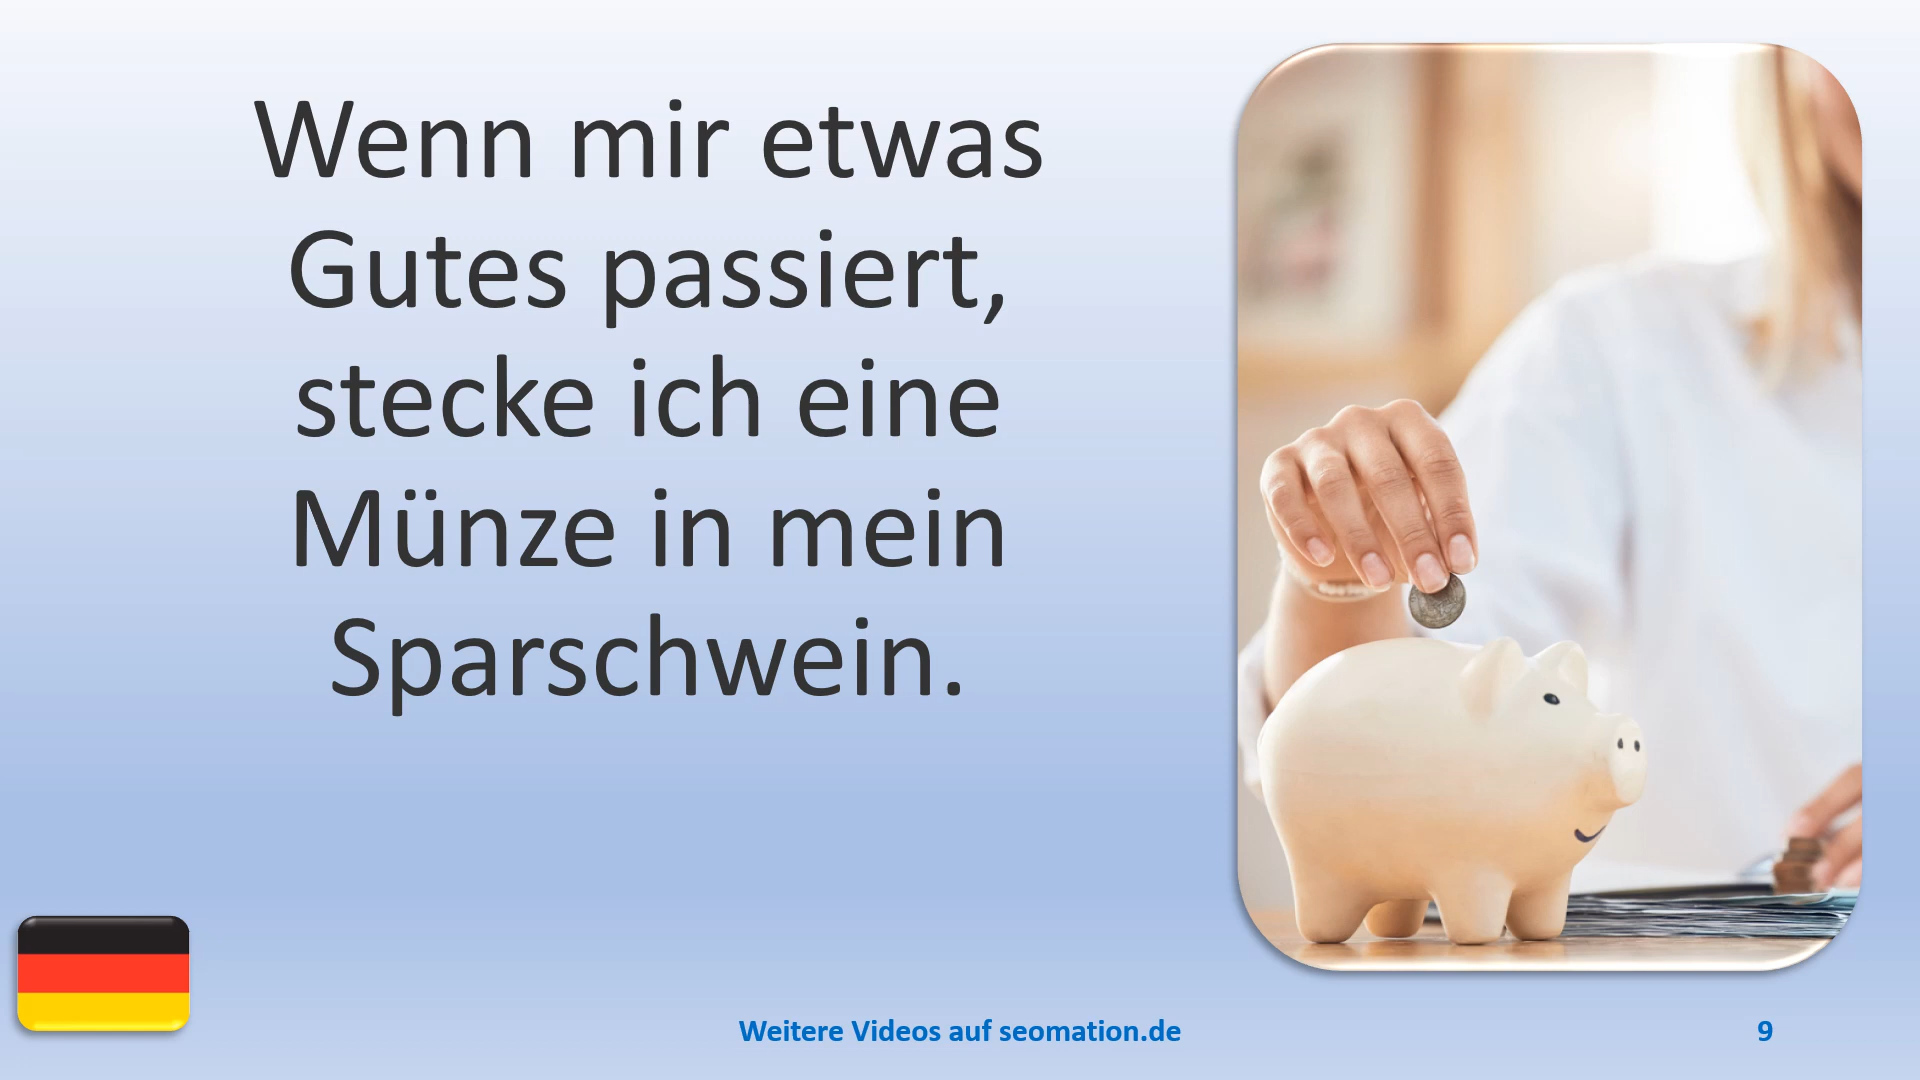 Wenn mir etwas
Gutes passiert,
stecke ich eine
Münze in mein
Sparschwein.
Weitere Videos auf seomation.de
9